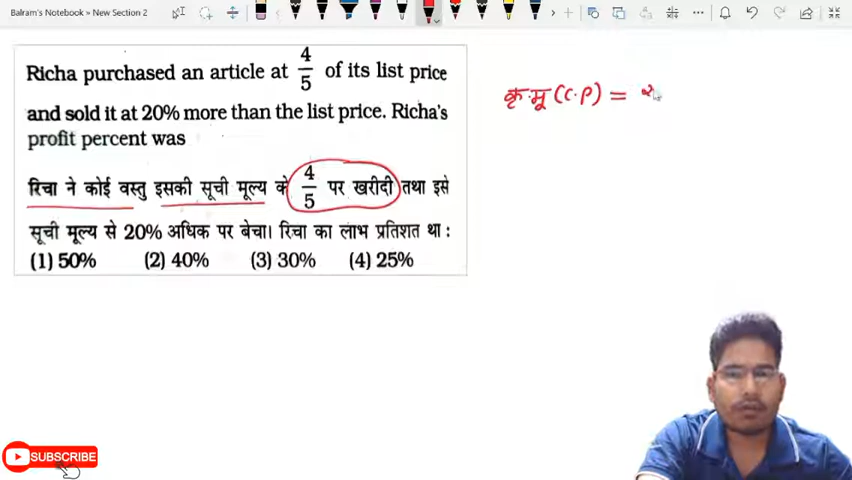 Balram's Notebook » New Section 2
Richa purchased an article at 4/5 of its list price
and sold it at 20% more than the list price. Richa's
profit percent was
रिचा ने कोई वस्तु इसकी सूची मूल्य के 4/5 पर खरीदी तथा इसे
सूची मूल्य से 20% अधिक पर बेचा। रिचा का लाभ प्रतिशत था :
(1) 50% (2) 40% (3) 30% (4) 25%
कृ.मू (C.P) =
SUBSCRIBE